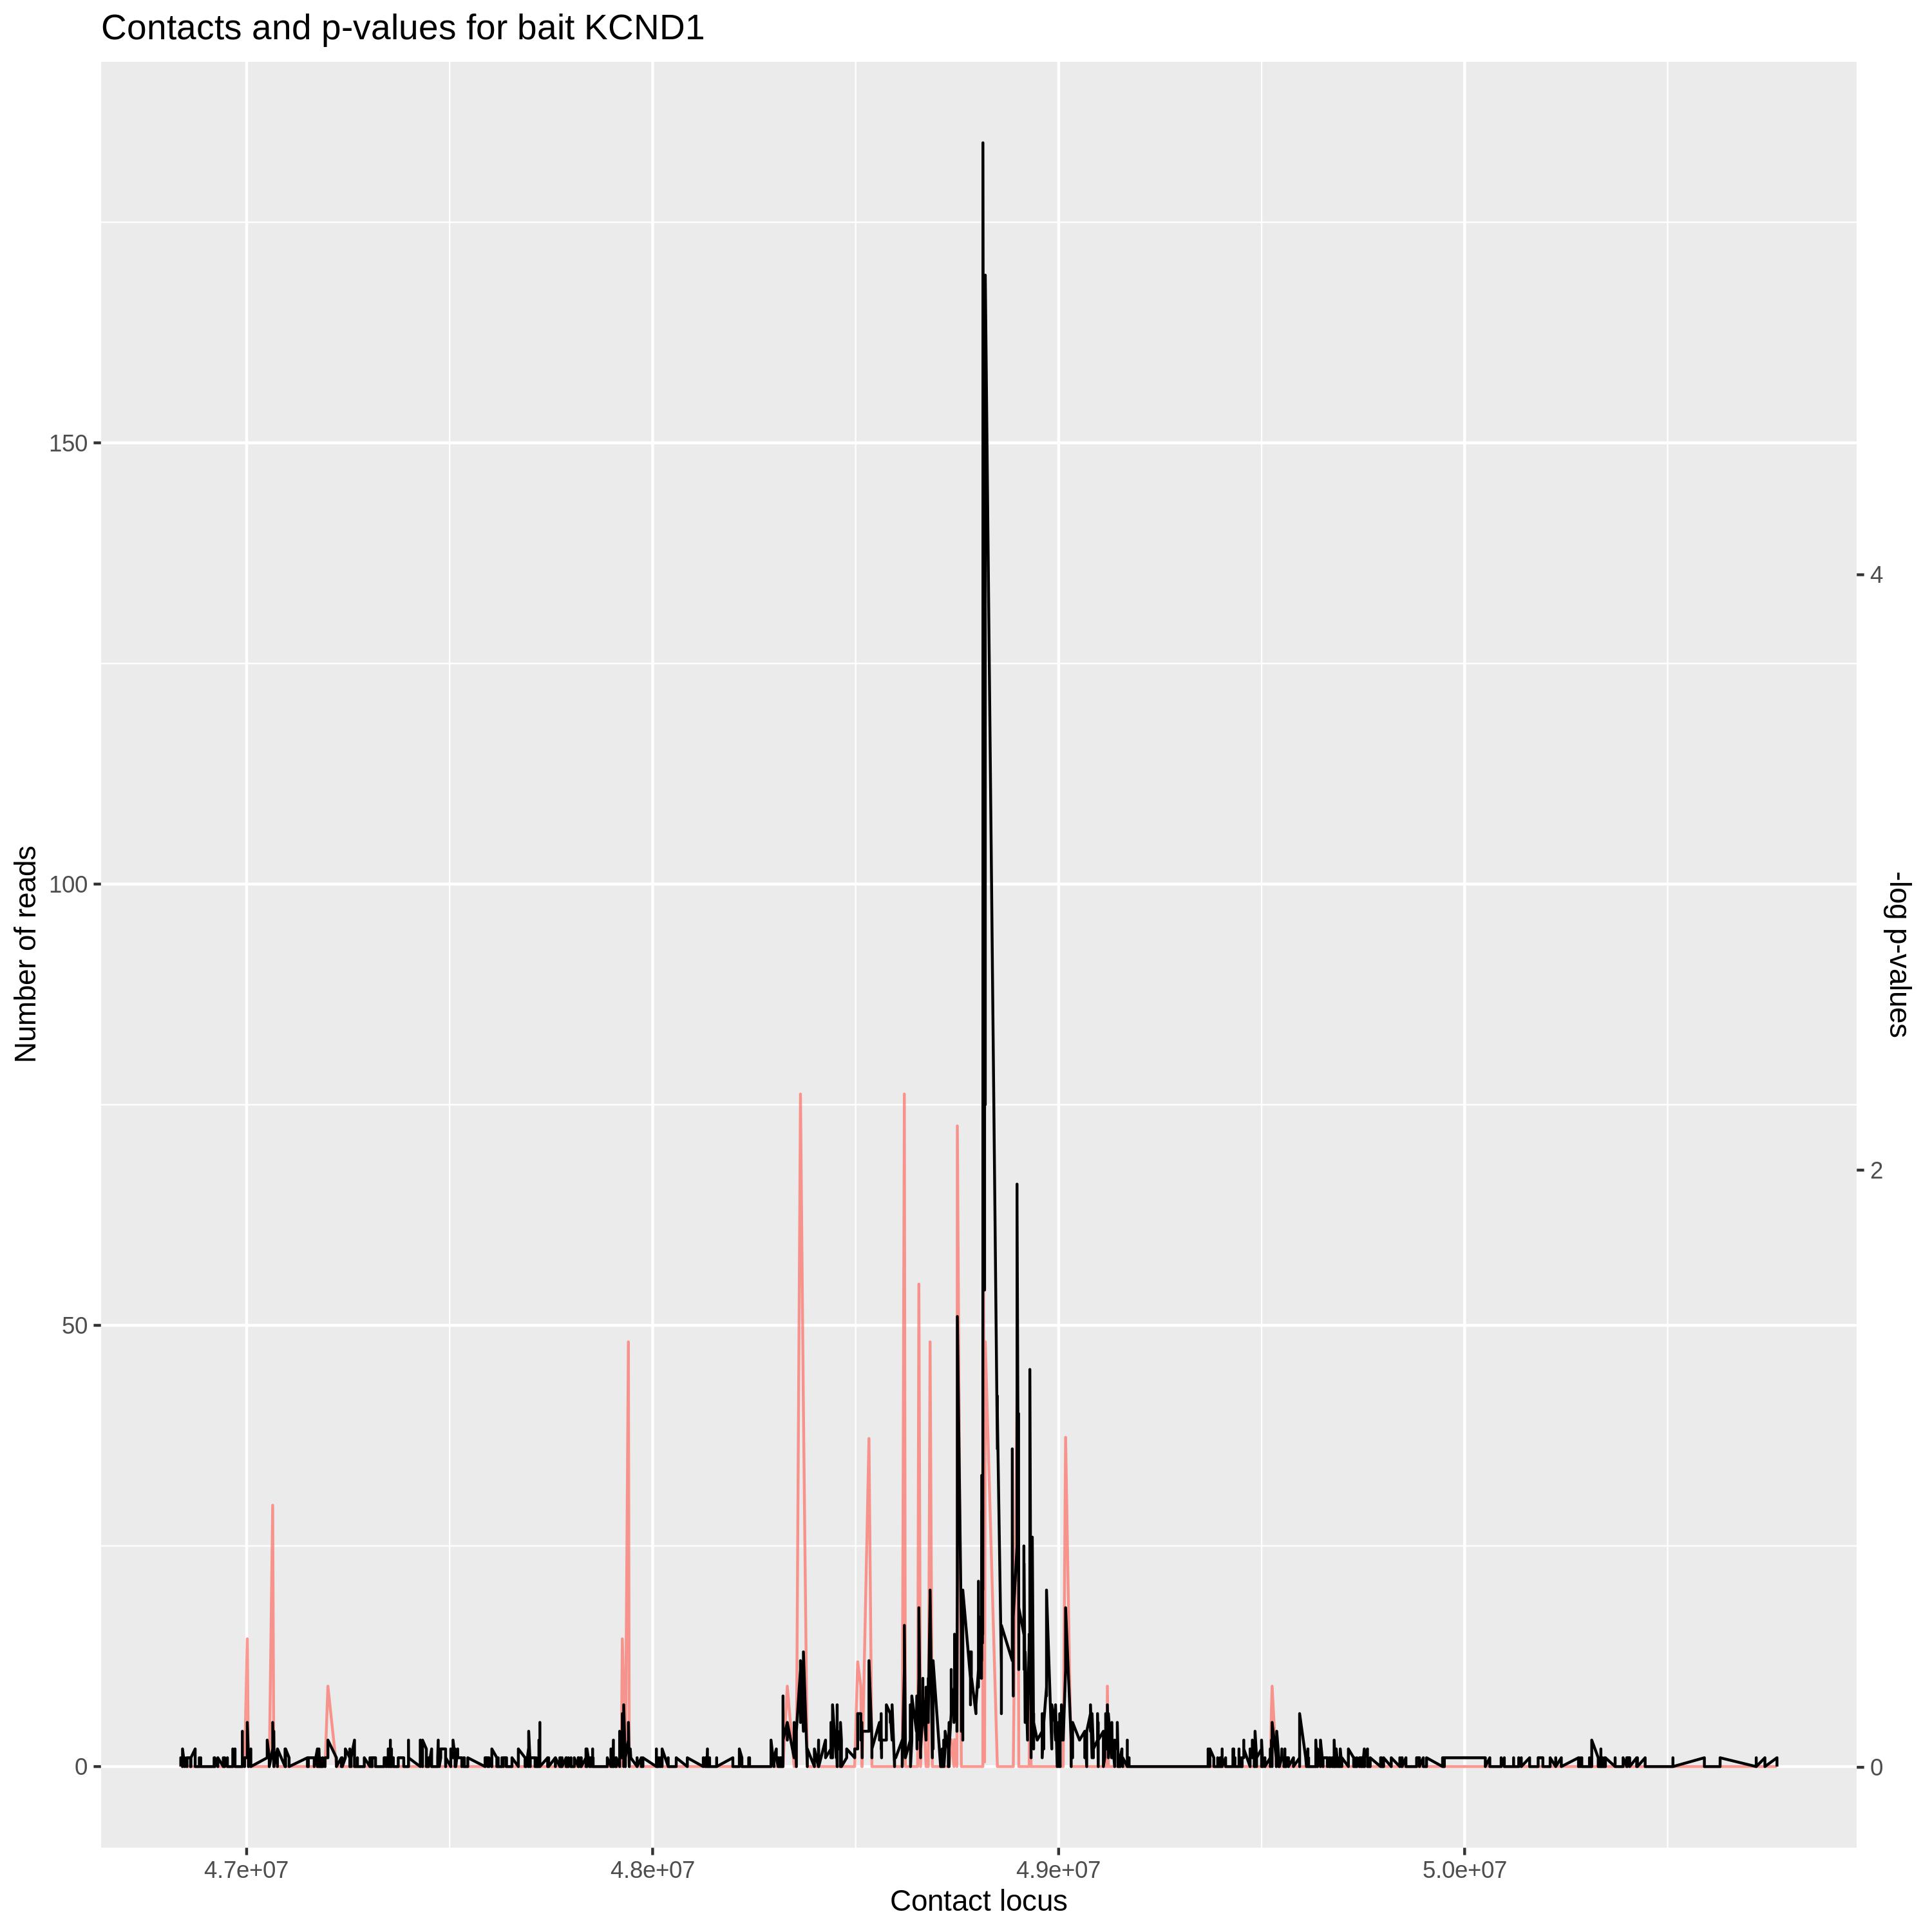 Contacts and p-values for bait KCND1
Number of reads
150
100
50
0
4
2
0
-log p-values
4.7e+07 4.8e+07 4.9e+07 5.0e+07
Contact locus